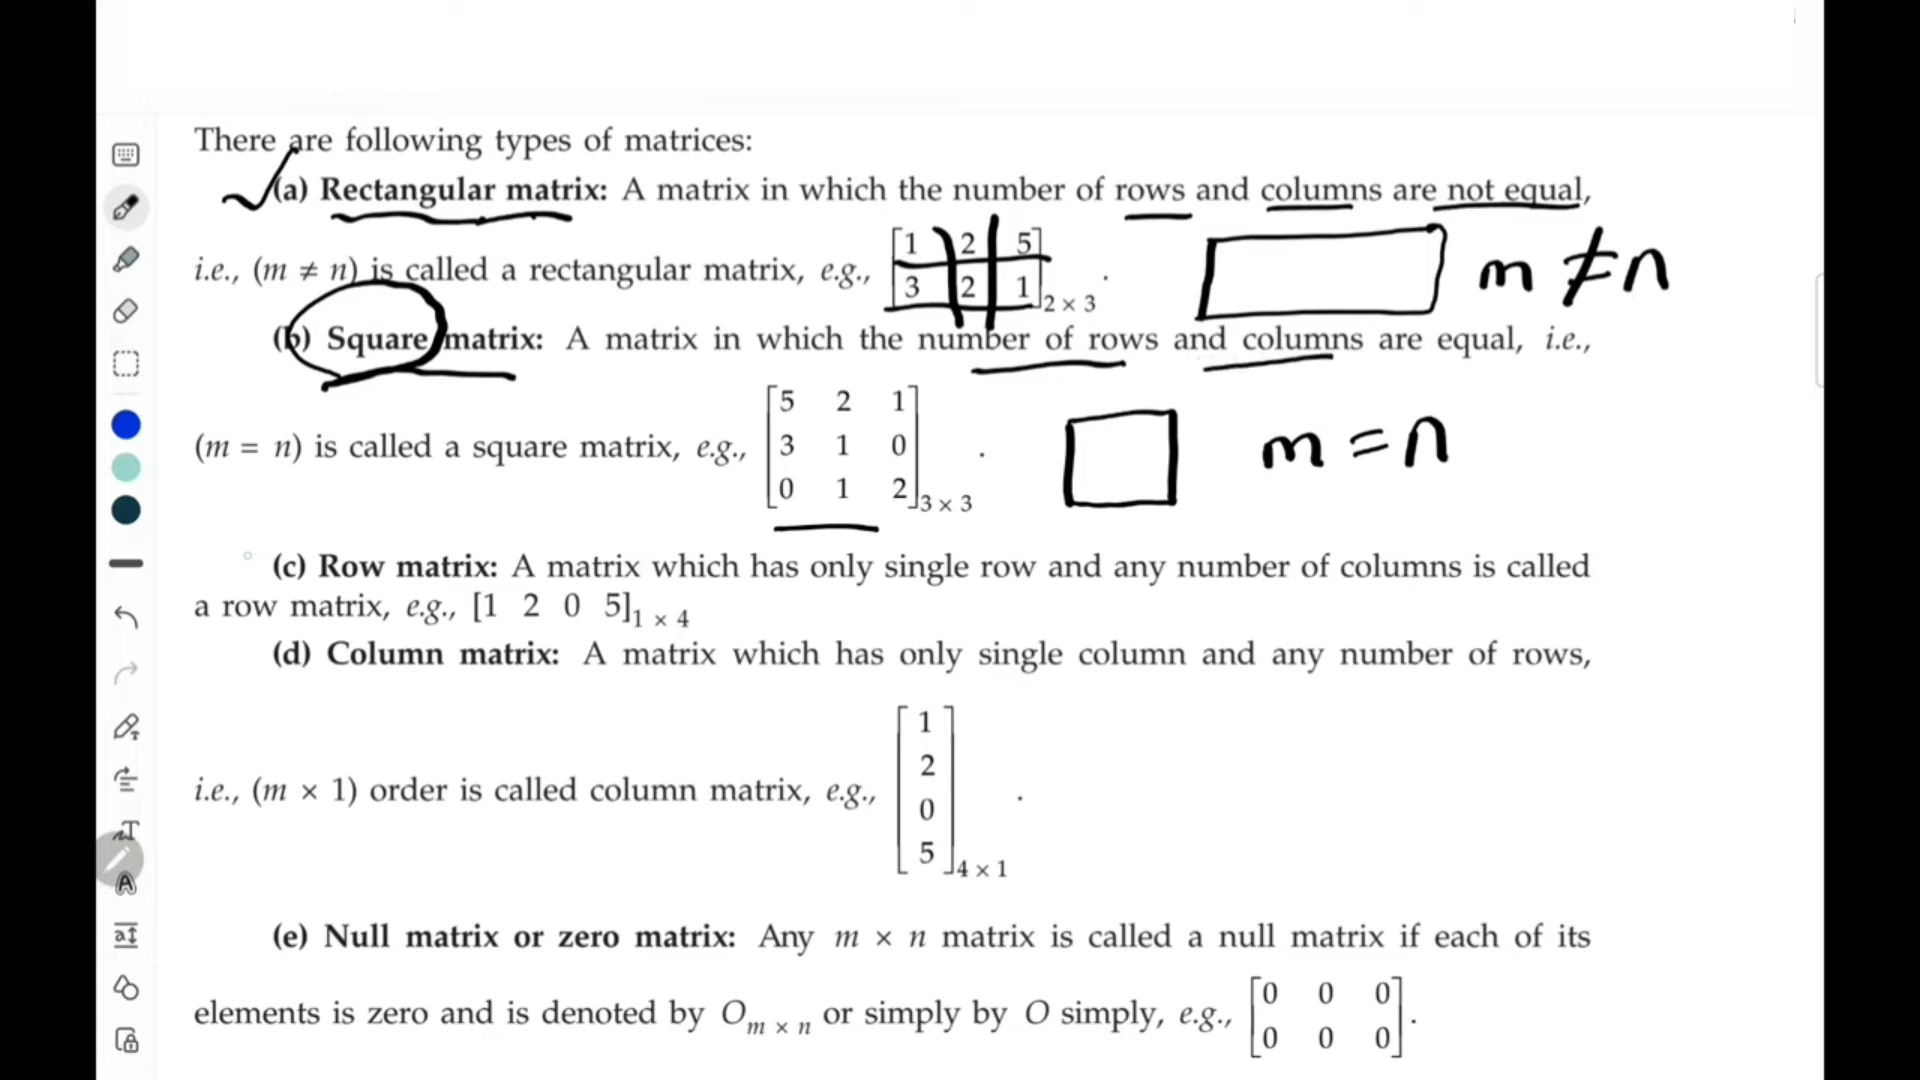 There are following types of matrices:
(a) Rectangular matrix: A matrix in which the number of rows and columns are not equal,
i.e., (m ≠ n) is called a rectangular matrix, e.g., [1 2 5
3 2 1]2 × 3 . m ≠ n
(b) Square matrix: A matrix in which the number of rows and columns are equal, i.e.,
(m = n) is called a square matrix, e.g., [5 2 1
3 1 0
0 1 2]3 × 3 . m = n
(c) Row matrix: A matrix which has only single row and any number of columns is called
a row matrix, e.g., [1 2 0 5]1 × 4
(d) Column matrix: A matrix which has only single column and any number of rows,
i.e., (m × 1) order is called column matrix, e.g., [1
2
0
5]4 × 1 .
(e) Null matrix or zero matrix: Any m × n matrix is called a null matrix if each of its
elements is zero and is denoted by Om × n or simply by O simply, e.g., [0 0 0
0 0 0].